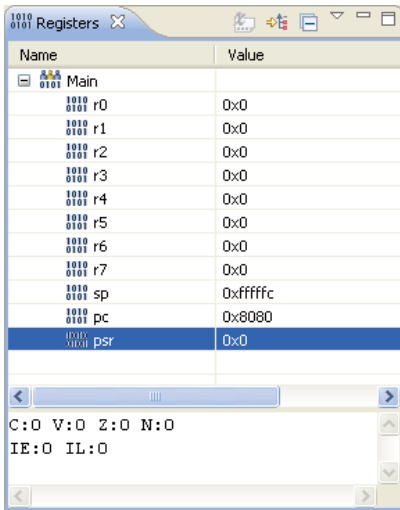 Registers
Name Value
Main
r0 0x0
r1 0x0
r2 0x0
r3 0x0
r4 0x0
r5 0x0
r6 0x0
r7 0x0
sp 0xfffffc
pc 0x8080
psr 0x0
C:0 V:0 Z:0 N:0
IE:0 IL:0